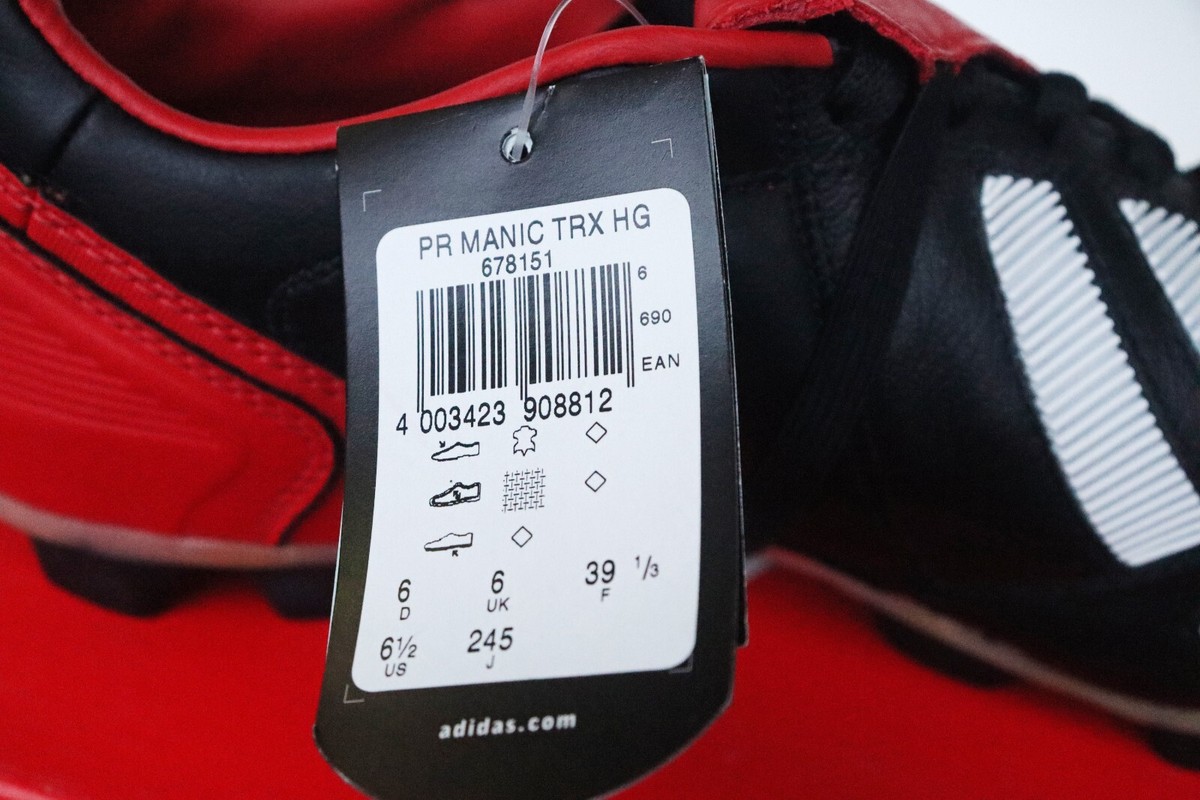 PR MANIC TRX HG
678151
6
690
EAN
4 003423 908812
6 6 39 1/3
D UK F
6½ 245
US J
adidas.com